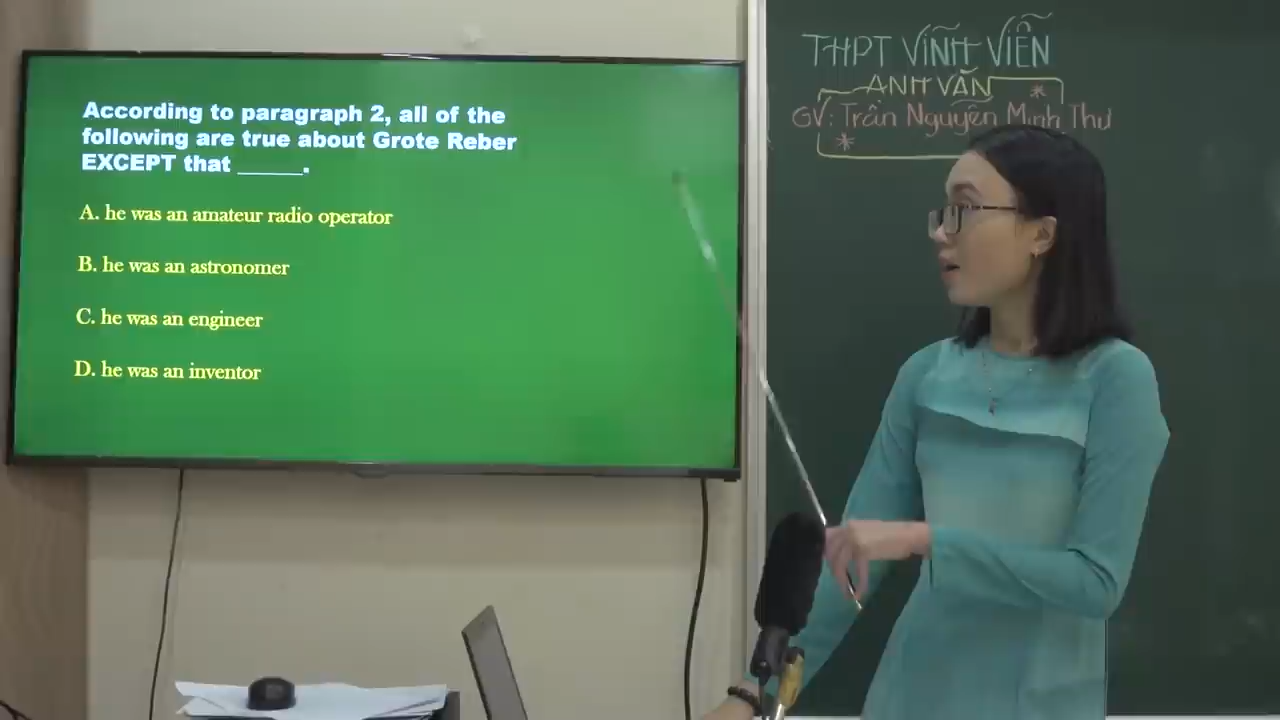 According to paragraph 2, all of the
following are true about Grote Reber
EXCEPT that _____.
A. he was an amateur radio operator
B. he was an astronomer
C. he was an engineer
D. he was an inventor
THPT VĨNH VIỄN
ANH VĂN
*
GV: Trần Nguyễn Minh Thư
*